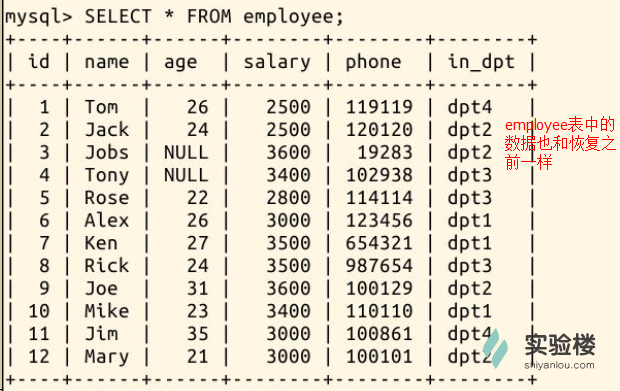 mysql> SELECT * FROM employee;
+----+------+------+--------+--------+--------+
| id | name | age | salary | phone | in_dpt |
+----+------+------+--------+--------+--------+
| 1 | Tom | 26 | 2500 | 119119 | dpt4 |
| 2 | Jack | 24 | 2500 | 120120 | dpt2 |
| 3 | Jobs | NULL | 3600 | 19283 | dpt2 |
| 4 | Tony | NULL | 3400 | 102938 | dpt3 |
| 5 | Rose | 22 | 2800 | 114114 | dpt3 |
| 6 | Alex | 26 | 3000 | 123456 | dpt1 |
| 7 | Ken | 27 | 3500 | 654321 | dpt1 |
| 8 | Rick | 24 | 3500 | 987654 | dpt3 |
| 9 | Joe | 31 | 3600 | 100129 | dpt2 |
| 10 | Mike | 23 | 3400 | 110110 | dpt1 |
| 11 | Jim | 35 | 3000 | 100861 | dpt4 |
| 12 | Mary | 21 | 3000 | 100101 | dpt2 |
+----+------+------+--------+--------+--------+
employee表中的
数据也和恢复之
前一样
实验楼
shiyanlou.com